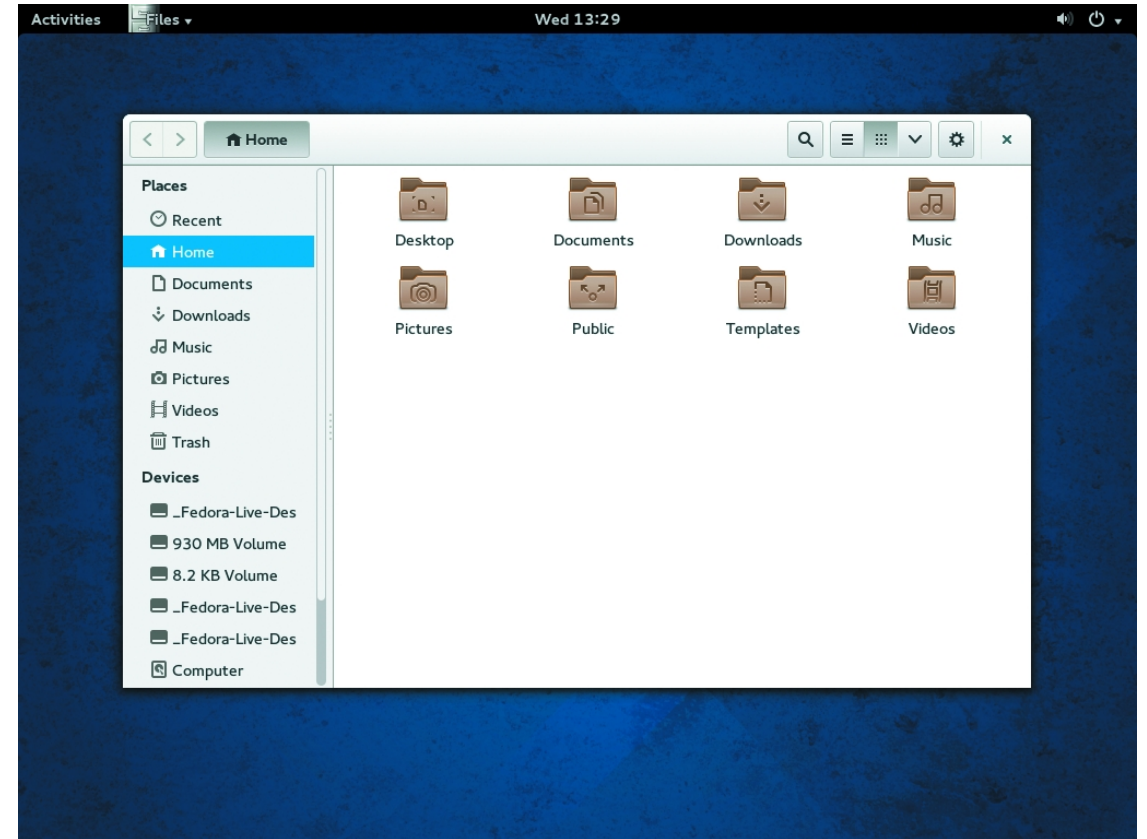 Activities Files Wed 13:29
Home
Places
Recent
Home
Documents
Downloads
Music
Pictures
Videos
Trash
Devices
_Fedora-Live-Des
930 MB Volume
8.2 KB Volume
_Fedora-Live-Des
_Fedora-Live-Des
Computer
Desktop Documents Downloads Music
Pictures Public Templates Videos